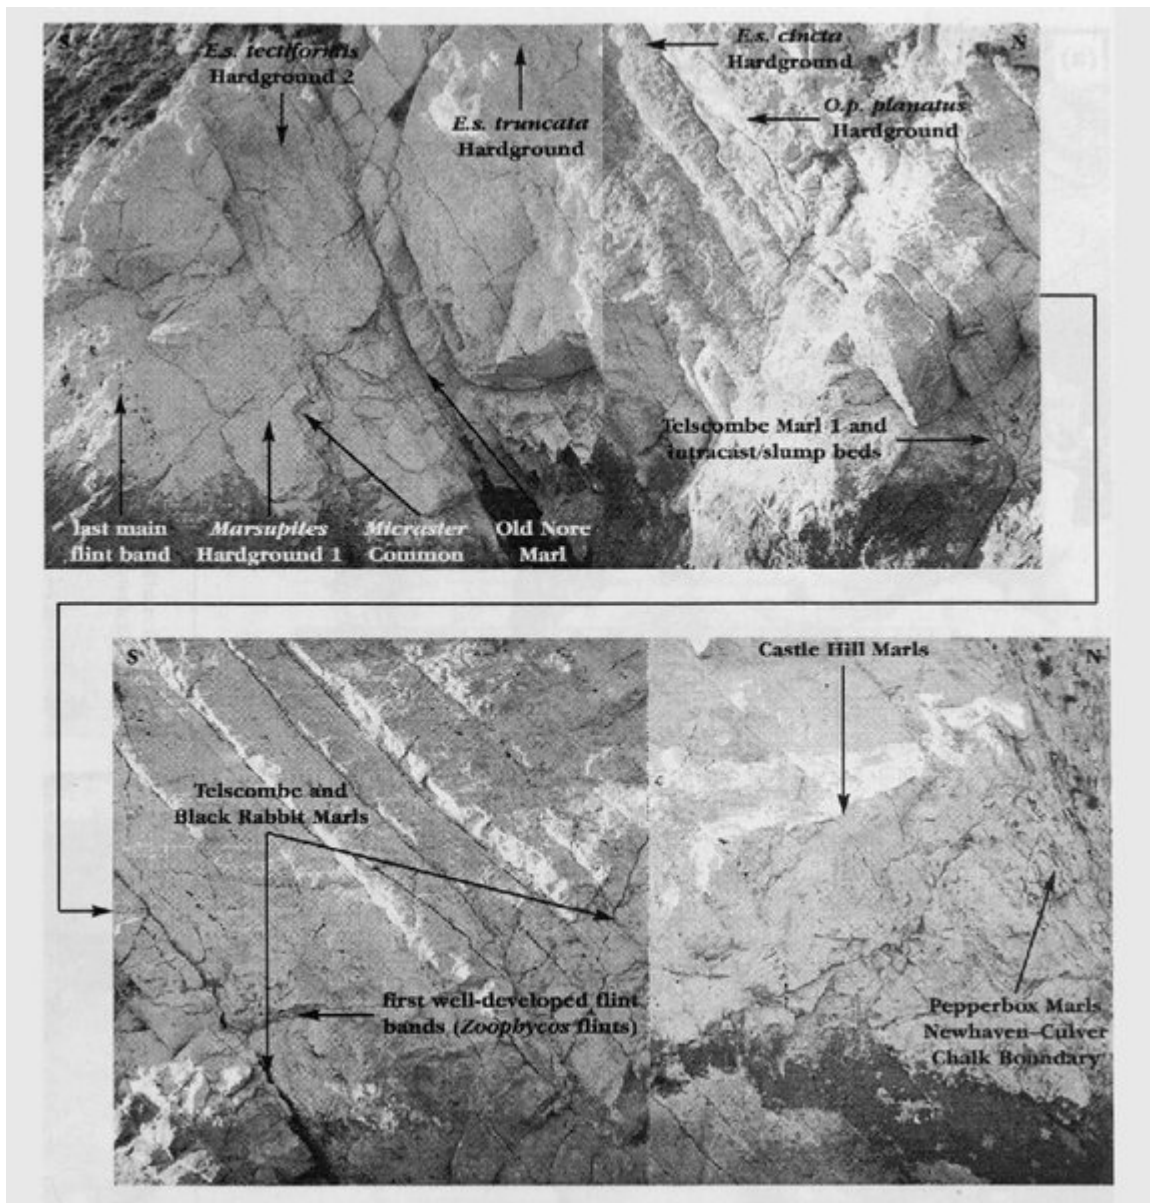 S
E.s. tectiformis
Hardground 2
E.s. truncata
Hardground
E.s. cincta
Hardground
N
O.p. planatus
Hardground
Telscombe Marl 1 and
intracast/slump beds
last main
flint band
Marsupites
Hardground 1
Micraster
Common
Old Nore
Marl
S
Castle Hill Marls
N
Telscombe and
Black Rabbit Marls
first well-developed flint
bands (Zoophycos flints)
Pepperbox Marls
Newhaven–Culver
Chalk Boundary